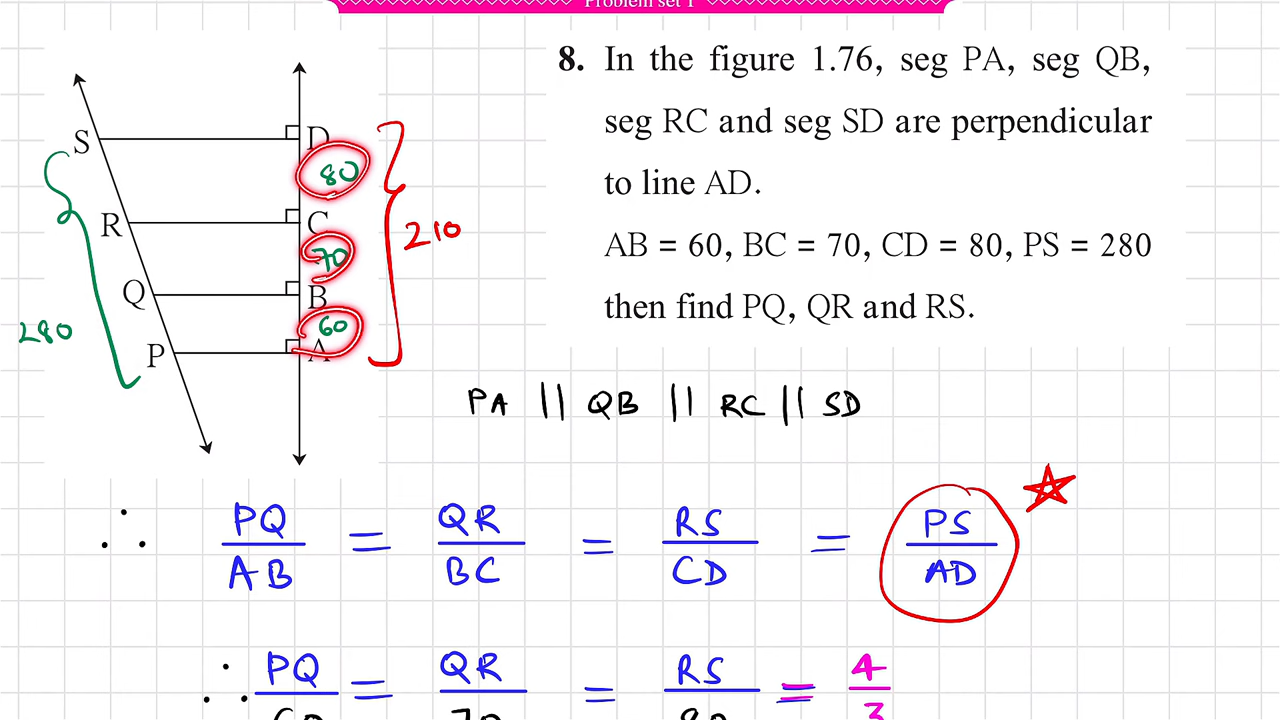 Problem set 1
8. In the figure 1.76, seg PA, seg QB,
seg RC and seg SD are perpendicular
to line AD.
AB = 60, BC = 70, CD = 80, PS = 280
then find PQ, QR and RS.
S
D
80
R
C
210
70
Q
B
60
280
P
A
PA || QB || RC || SD
∴ PQ/AB = QR/BC = RS/CD = PS/AD
∴ PQ/60 = QR/70 = RS/80 = 4/3